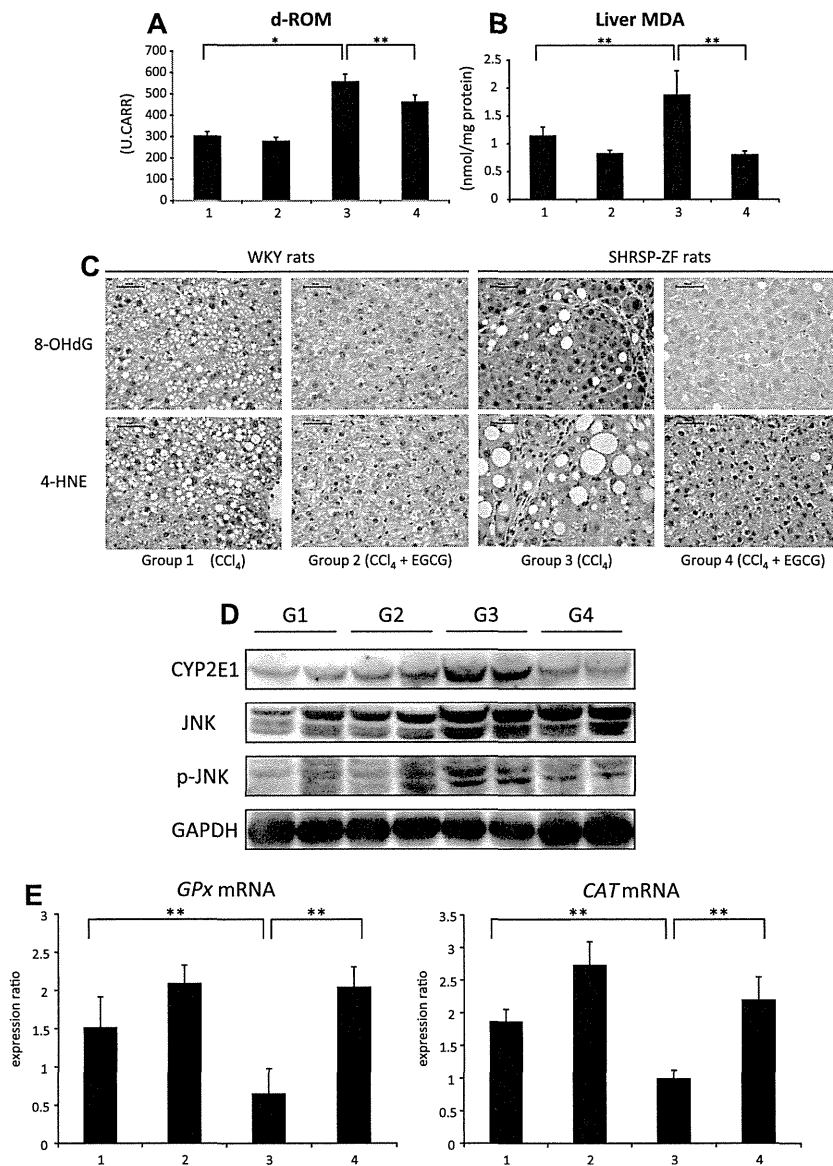 A
d-ROM
B
Liver MDA
*
**
**
**
700
600
500
400
300
200
100
0
(U.CARR)
1 2 3 4
2.5
2
1.5
1
0.5
0
(nmol/mg protein)
1 2 3 4
C
WKY rats
SHRSP-ZF rats
8-OHdG
4-HNE
Group 1 (CCl₄)
Group 2 (CCl₄ + EGCG)
Group 3 (CCl₄)
Group 4 (CCl₄ + EGCG)
D
G1 G2 G3 G4
CYP2E1
JNK
p-JNK
GAPDH
E
GPx mRNA
CAT mRNA
**
**
**
**
3
2.5
2
1.5
1
0.5
0
expression ratio
1 2 3 4
3.5
3
2.5
2
1.5
1
0.5
0
expression ratio
1 2 3 4